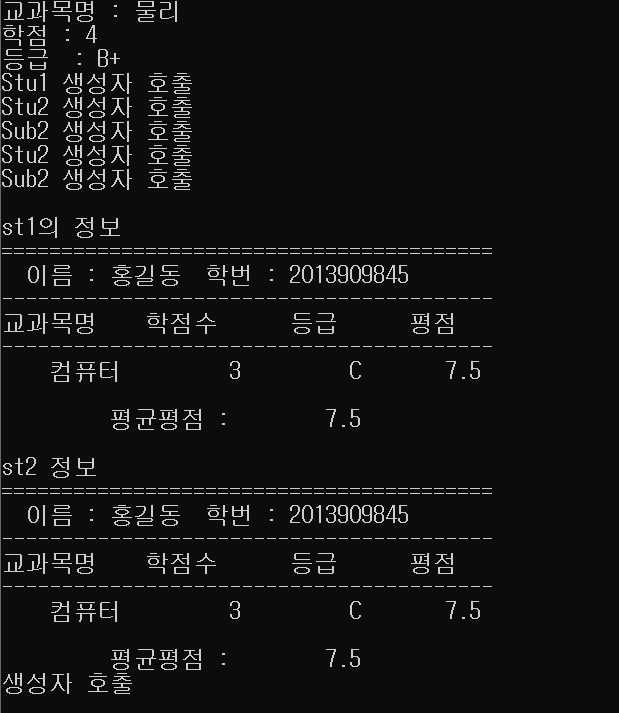 교과목명 : 물리
학점 : 4
등급  : B+
Stu1 생성자 호출
Stu2 생성자 호출
Sub2 생성자 호출
Stu2 생성자 호출
Sub2 생성자 호출
st1의 정보
=========================================
이름 : 홍길동  학번 : 2013909845
-----------------------------------------
교과목명    학점수      등급      평점
-----------------------------------------
컴퓨터         3         C       7.5
평균평점 :        7.5
st2 정보
=========================================
이름 : 홍길동  학번 : 2013909845
-----------------------------------------
교과목명    학점수      등급      평점
-----------------------------------------
컴퓨터         3         C       7.5
평균평점 :        7.5
생성자 호출